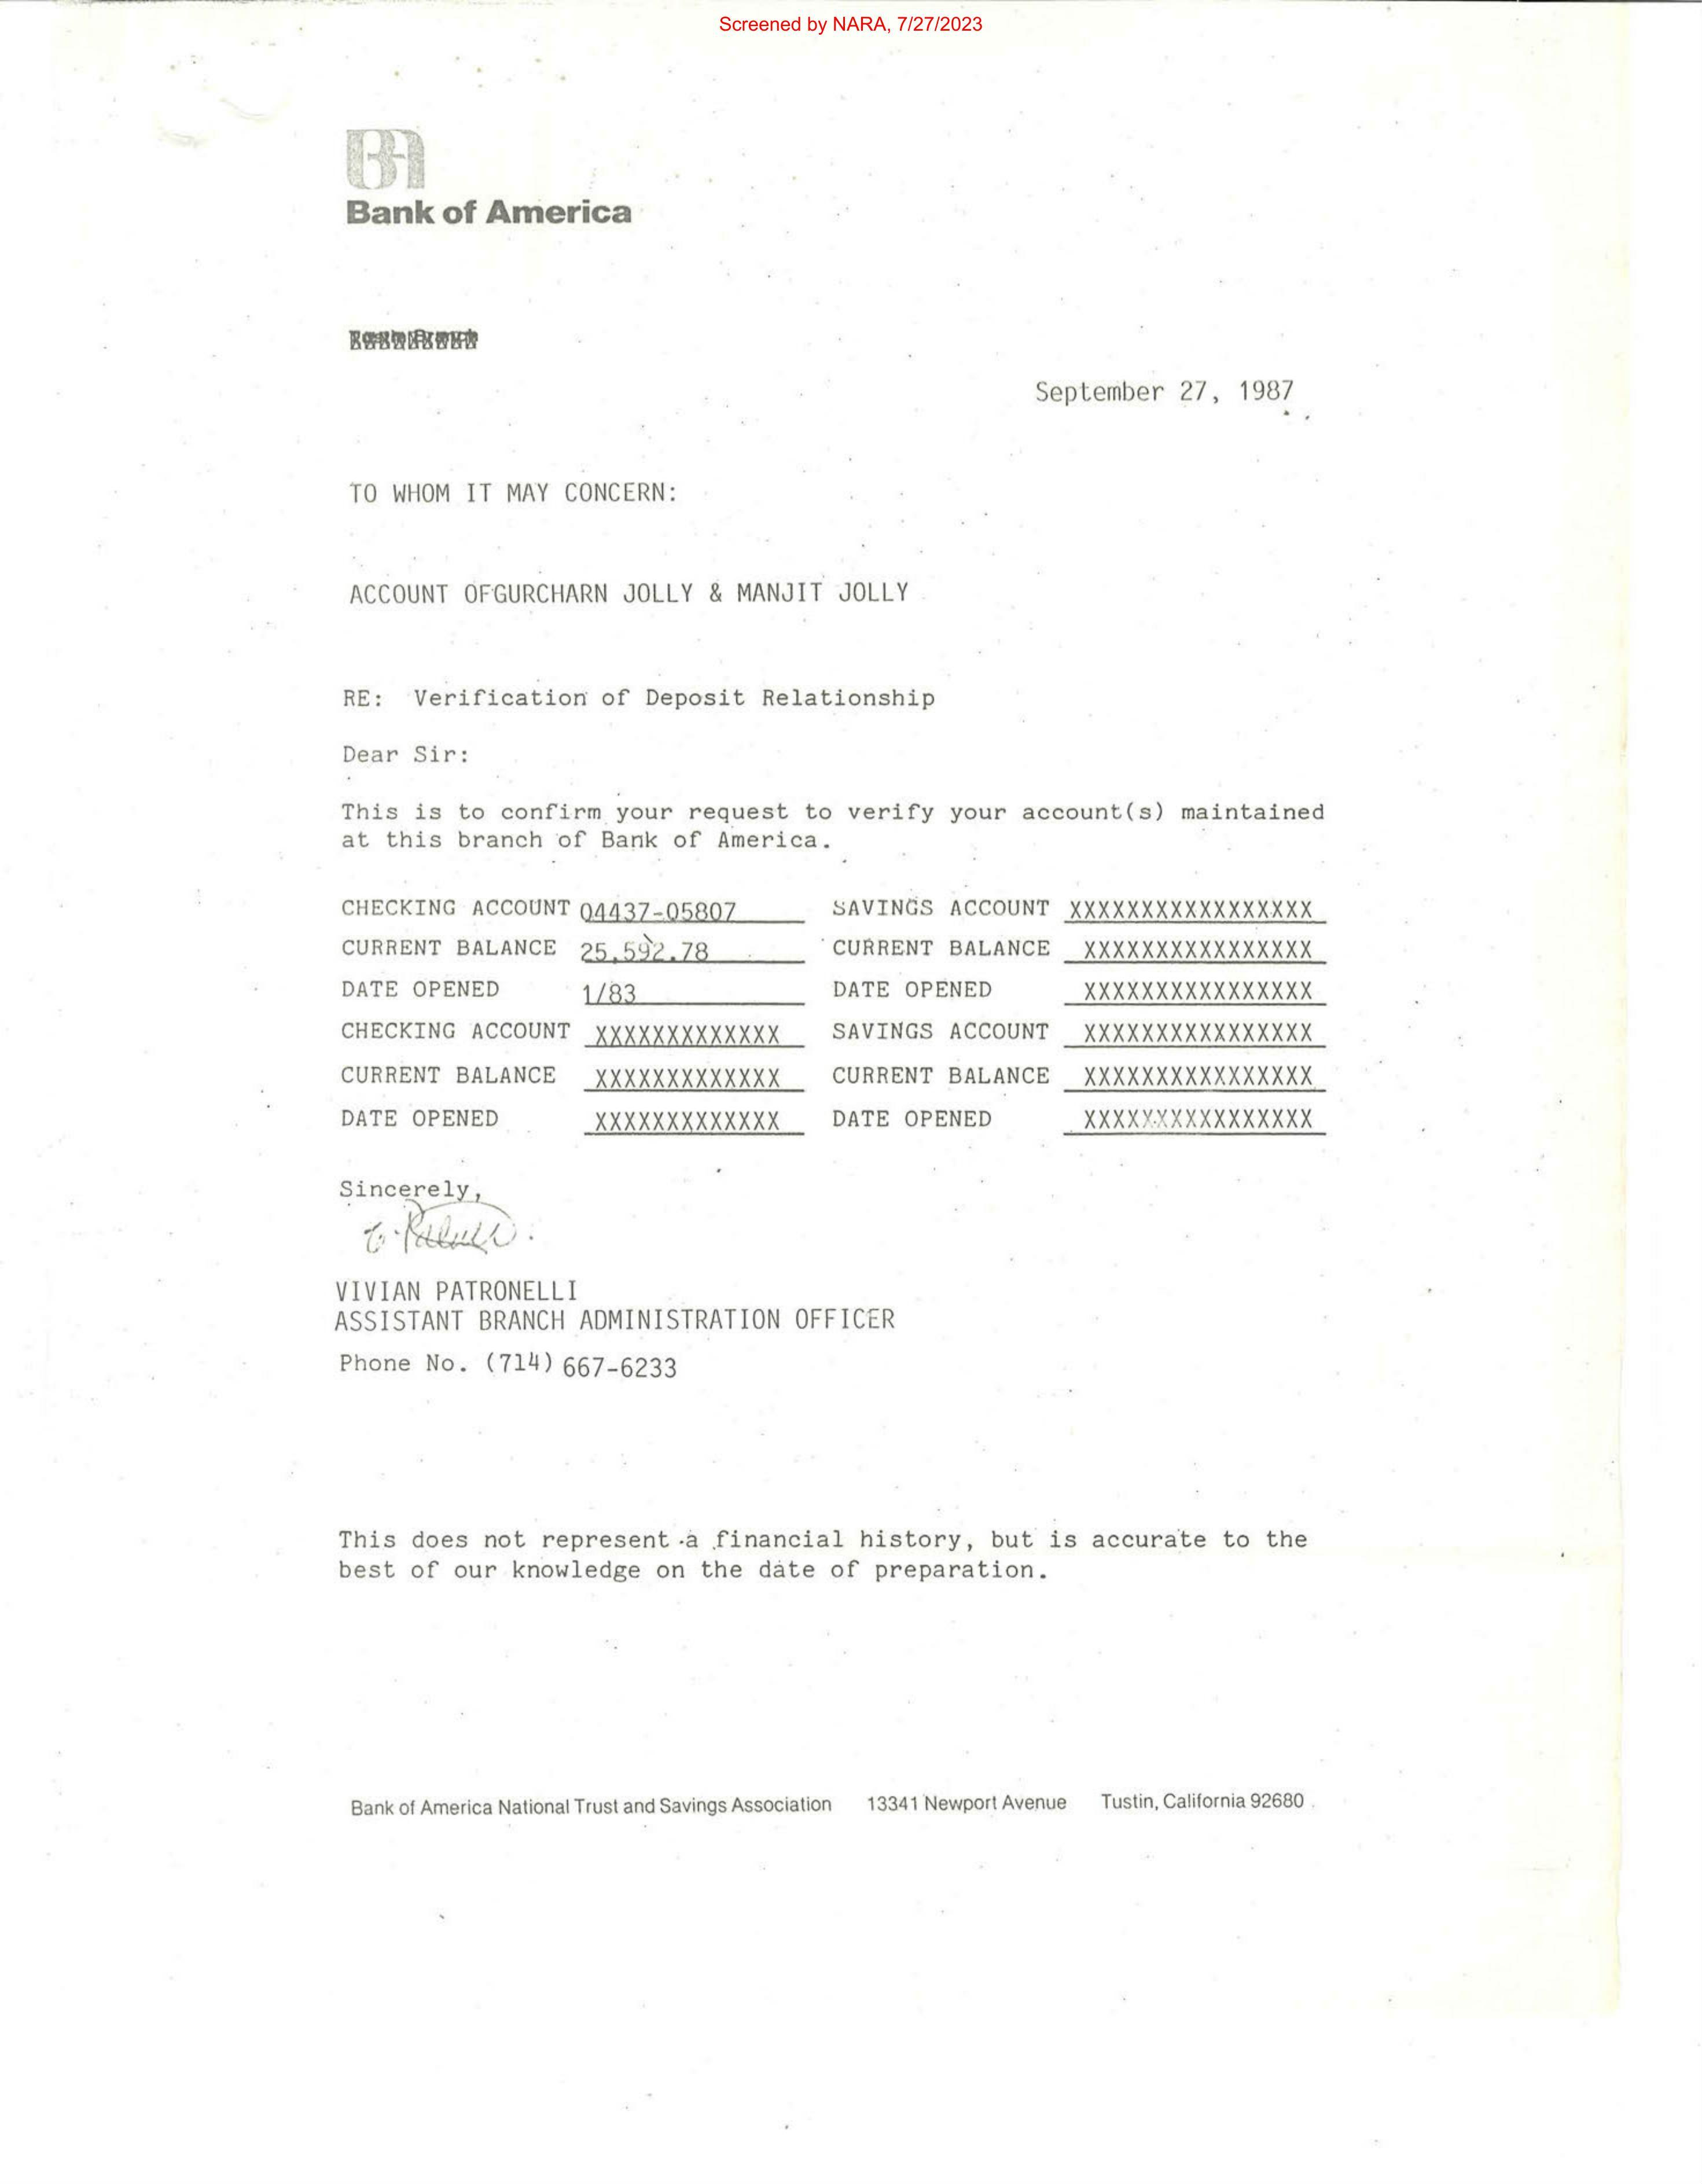 Screened by NARA, 7/27/2023
BA
Bank of America
September 27, 1987
TO WHOM IT MAY CONCERN:
ACCOUNT OFGURCHARN JOLLY & MANJIT JOLLY
RE: Verification of Deposit Relationship
Dear Sir:
This is to confirm your request to verify your account(s) maintained
at this branch of Bank of America.
CHECKING ACCOUNT 04437-05807 SAVINGS ACCOUNT XXXXXXXXXXXXXXXXX
CURRENT BALANCE 25,592.78 CURRENT BALANCE XXXXXXXXXXXXXXXX
DATE OPENED 1/83 DATE OPENED XXXXXXXXXXXXXXXX
CHECKING ACCOUNT XXXXXXXXXXXXX SAVINGS ACCOUNT XXXXXXXXXXXXXXXX
CURRENT BALANCE XXXXXXXXXXXXX CURRENT BALANCE XXXXXXXXXXXXXXXX
DATE OPENED XXXXXXXXXXXXX DATE OPENED XXXXXXXXXXXXXXXX
Sincerely,
VIVIAN PATRONELLI
ASSISTANT BRANCH ADMINISTRATION OFFICER
Phone No. (714) 667-6233
This does not represent a financial history, but is accurate to the
best of our knowledge on the date of preparation.
Bank of America National Trust and Savings Association 13341 Newport Avenue Tustin, California 92680